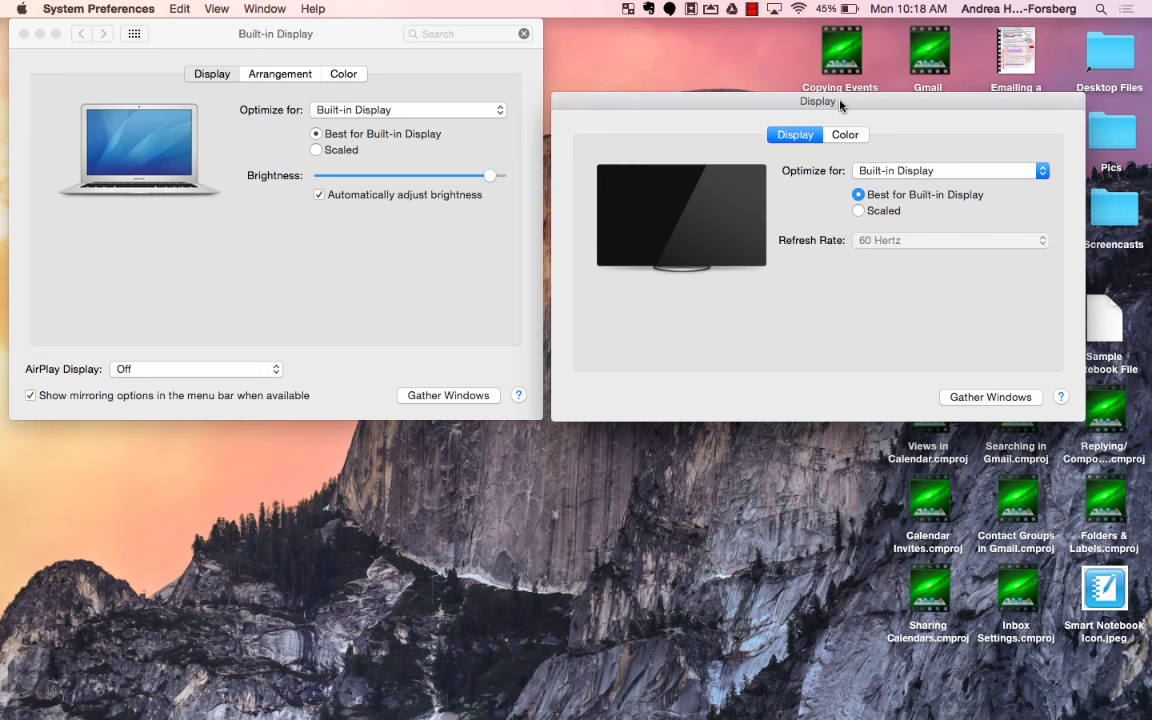 System Preferences Edit View Window Help 45% Mon 10:18 AM Andrea H...-Forsberg
Built-in Display
Search
Display Arrangement Color
Optimize for: Built-in Display
Best for Built-in Display
Scaled
Brightness:
Automatically adjust brightness
AirPlay Display: Off
Show mirroring options in the menu bar when available
Gather Windows ?
Display
Display Color
Optimize for: Built-in Display
Best for Built-in Display
Scaled
Refresh Rate: 60 Hertz
Gather Windows ?
Copying Events
Gmail
Emailing a
Desktop Files
Pics
Screencasts
Sample
tebook File
Views in
Calendar.cmproj
Searching in
Gmail.cmproj
Replying/
Compo....cmproj
Calendar
Invites.cmproj
Contact Groups
in Gmail.cmproj
Folders &
Labels.cmproj
Sharing
Calendars.cmproj
Inbox
Settings.cmproj
Smart Notebook
Icon.jpeg